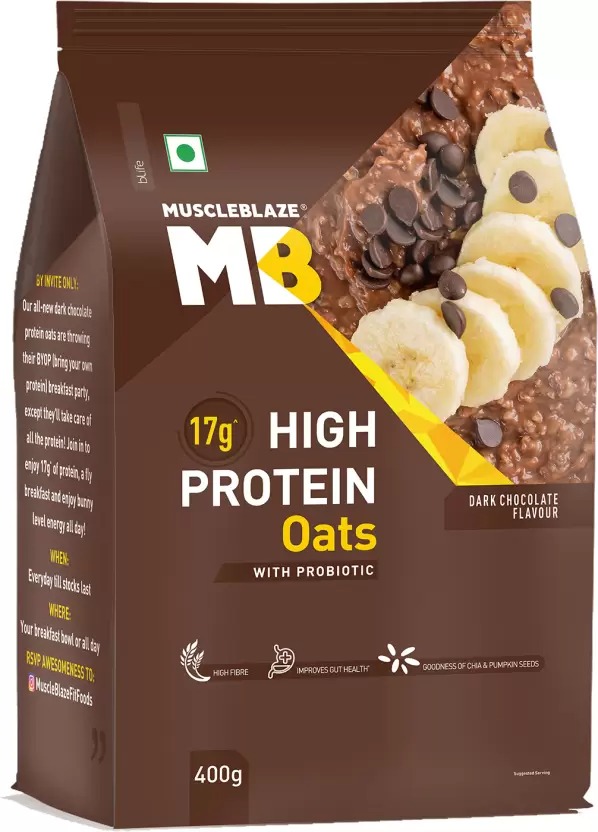 bLife
MUSCLEBLAZE®
MB
17g^ HIGH
PROTEIN
Oats
WITH PROBIOTIC
DARK CHOCOLATE
FLAVOUR
HIGH FIBRE
IMPROVES GUT HEALTH*
GOODNESS OF CHIA & PUMPKIN SEEDS
400g
Suggested Serving
BY INVITE ONLY:
Our all-new dark chocolate
protein oats are throwing
their BYOP (bring your own
protein) breakfast party,
except they'll take care of
all the protein! Join in to
enjoy 17g^ of protein, a fly
breakfast and enjoy bunny
level energy all day!
WHEN:
Everyday till stocks last
WHERE:
Your breakfast bowl or all day
RSVP AWESOMENESS TO:
MuscleBlazeFitFoods